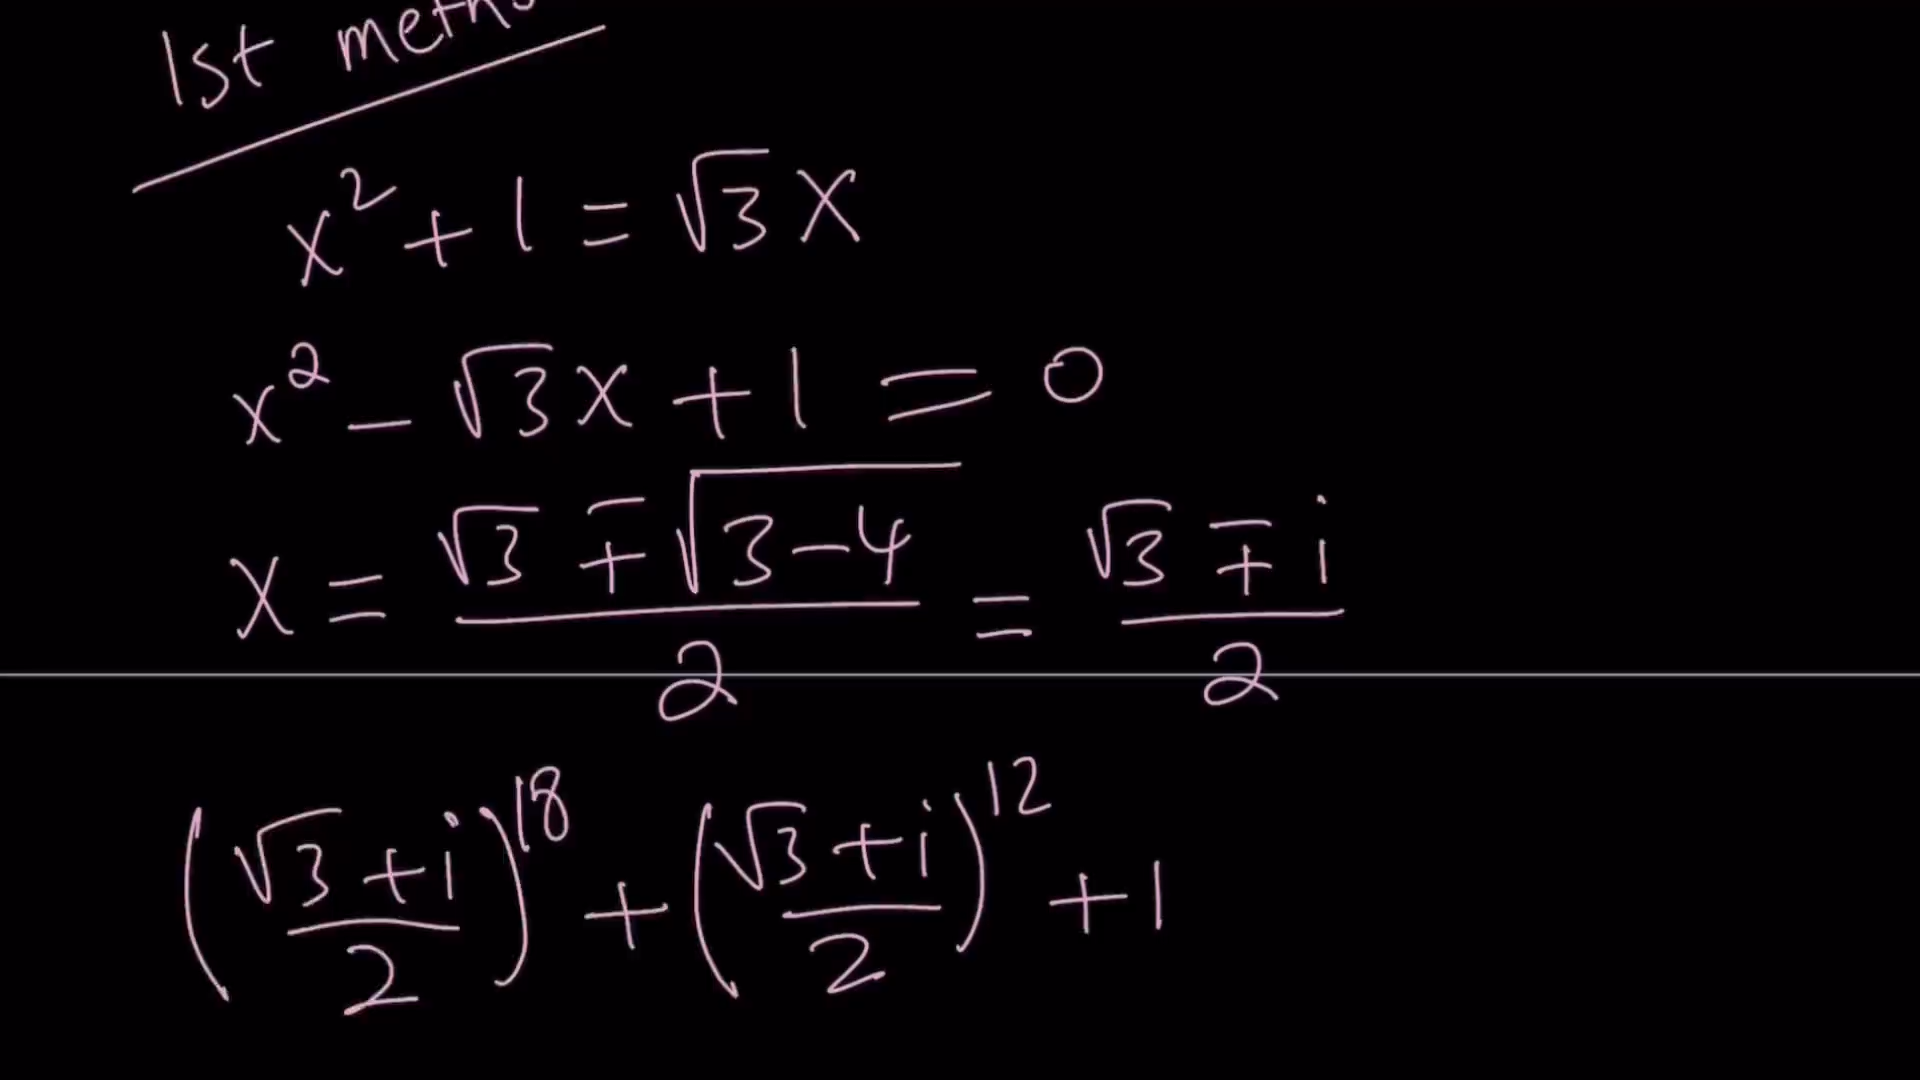 1st
x² + 1 = √3 x
x² - √3 x + 1 = 0
x = (√3 ∓ √(3-4))/2 = (√3 ∓ i)/2
((√3 + i)/2)¹⁸ + ((√3 + i)/2)¹² + 1